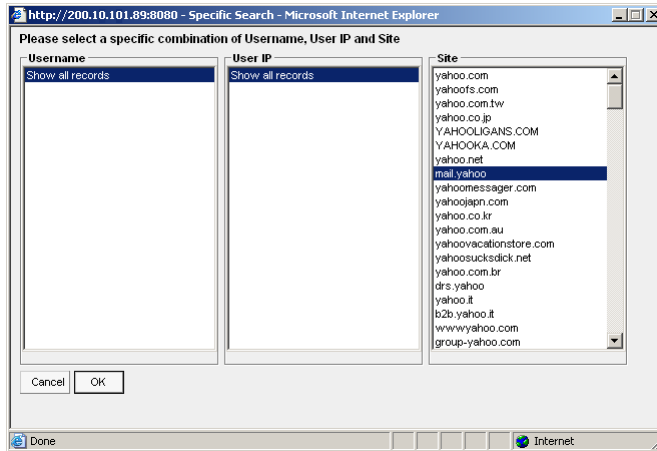 http://200.10.101.89:8080 - Specific Search - Microsoft Internet Explorer
Please select a specific combination of Username, User IP and Site
Username
Show all records
User IP
Show all records
Site
yahoo.com
yahoofs.com
yahoo.com.tw
yahoo.co.jp
YAHOOLIGANS.COM
YAHOOKA.COM
yahoo.net
mail.yahoo
yahoomessager.com
yahoojapn.com
yahoo.co.kr
yahoo.com.au
yahoovacationstore.com
yahoosucksdick.net
yahoo.com.br
drs.yahoo
yahoo.it
b2b.yahoo.it
wwwyahoo.com
group-yahoo.com
Cancel OK
Done Internet